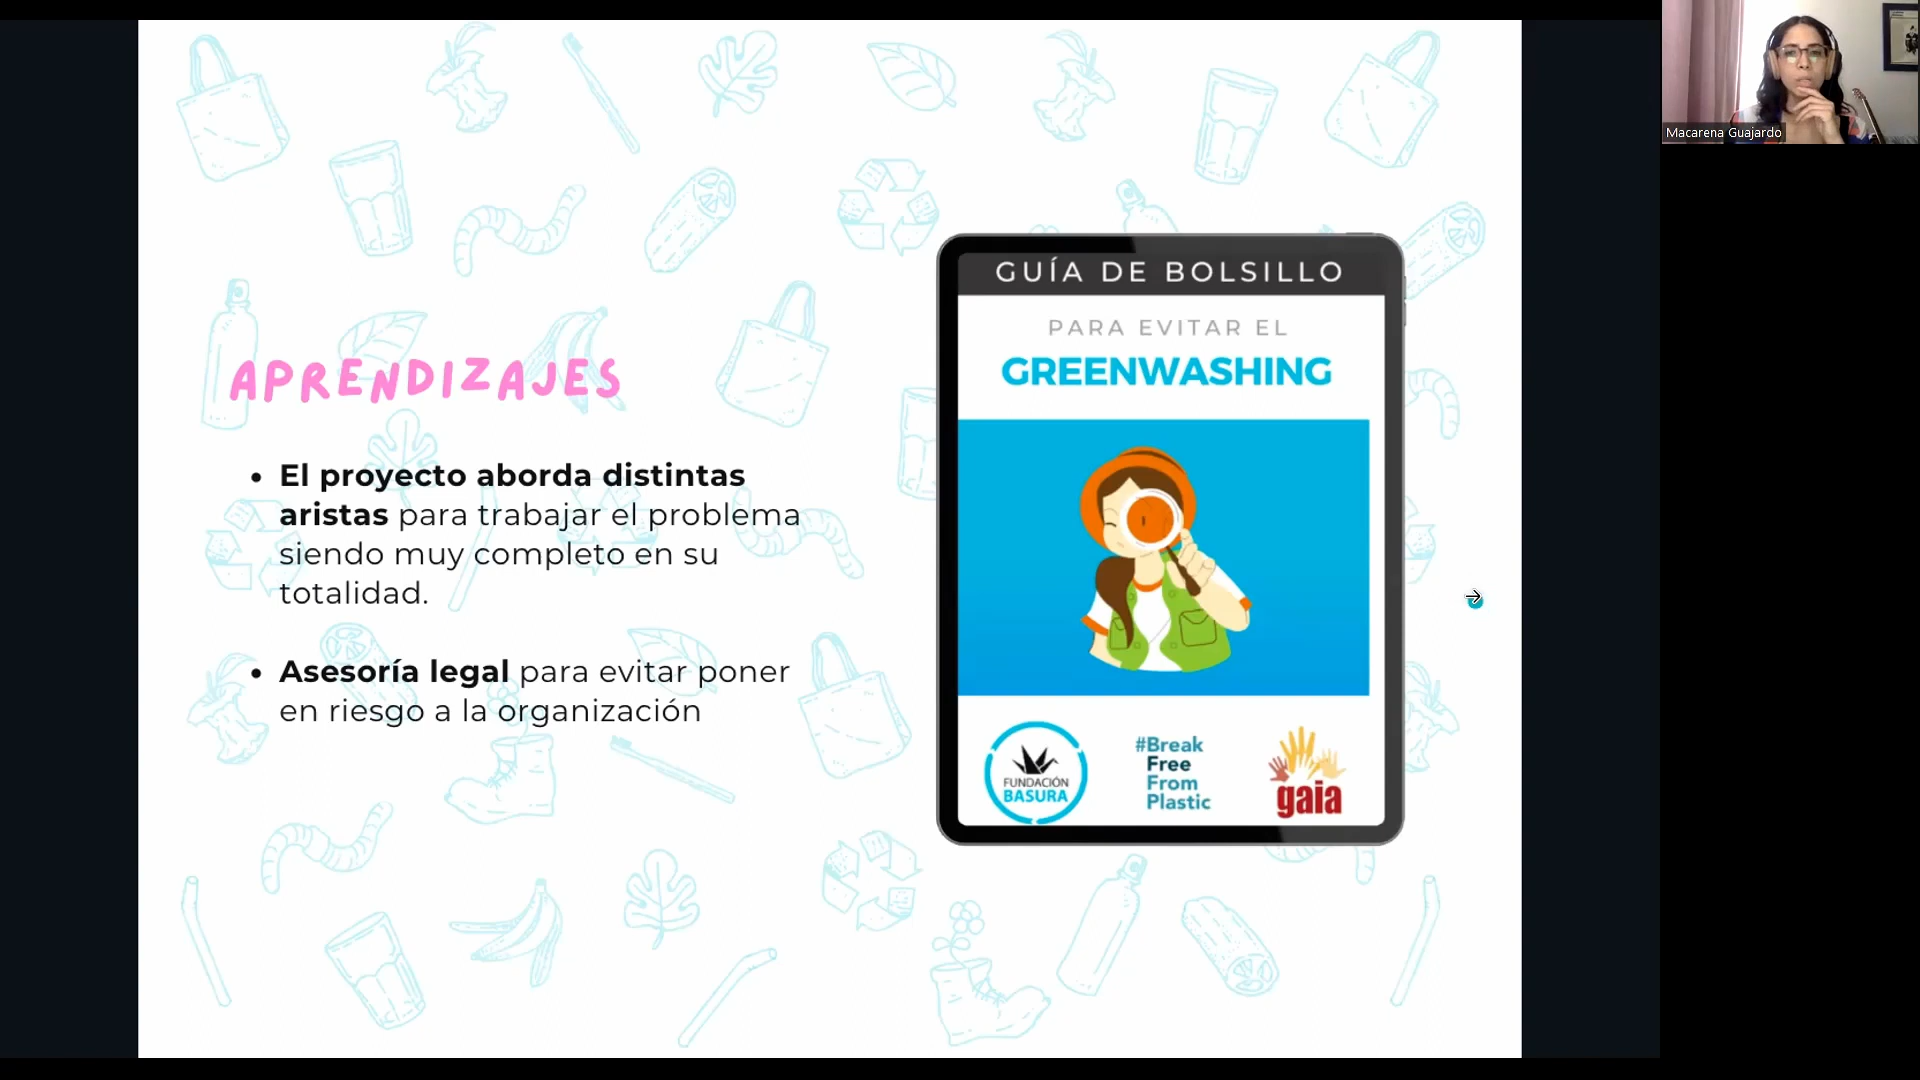 APRENDIZAJES
El proyecto aborda distintas
aristas para trabajar el problema
siendo muy completo en su
totalidad.
Asesoría legal para evitar poner
en riesgo a la organización
GUÍA DE BOLSILLO
PARA EVITAR EL
GREENWASHING
FUNDACIÓN
BASURA
#Break
Free
From
Plastic
gaia
Macarena Guajardo